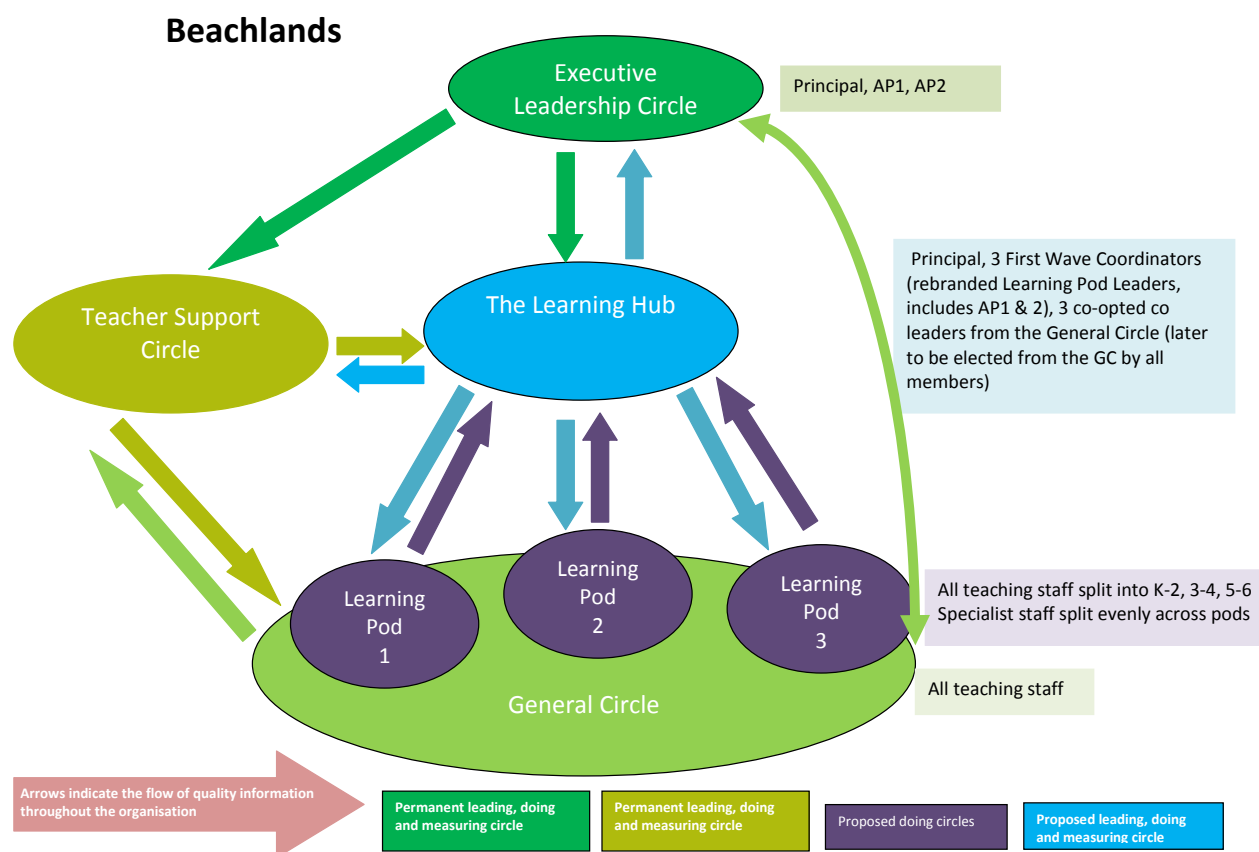 Beachlands
Executive
Leadership Circle
Principal, AP1, AP2
Principal, 3 First Wave Coordinators
(rebranded Learning Pod Leaders,
includes AP1 & 2), 3 co-opted co
leaders from the General Circle (later
to be elected from the GC by all
members)
The Learning Hub
Teacher Support
Circle
Learning
Pod
1
Learning
Pod
2
Learning
Pod
3
All teaching staff split into K-2, 3-4, 5-6
Specialist staff split evenly across pods
All teaching staff
General Circle
Arrows indicate the flow of quality information
throughout the organisation
Permanent leading, doing
and measuring circle
Permanent leading, doing
and measuring circle
Proposed doing circles
Proposed leading, doing
and measuring circle